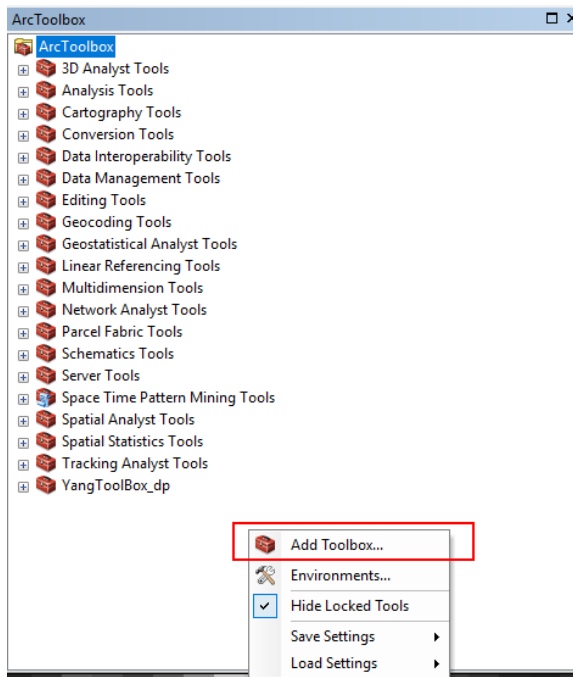 ArcToolbox
ArcToolbox
3D Analyst Tools
Analysis Tools
Cartography Tools
Conversion Tools
Data Interoperability Tools
Data Management Tools
Editing Tools
Geocoding Tools
Geostatistical Analyst Tools
Linear Referencing Tools
Multidimension Tools
Network Analyst Tools
Parcel Fabric Tools
Schematics Tools
Server Tools
Space Time Pattern Mining Tools
Spatial Analyst Tools
Spatial Statistics Tools
Tracking Analyst Tools
YangToolBox_dp
Add Toolbox...
Environments...
Hide Locked Tools
Save Settings
Load Settings